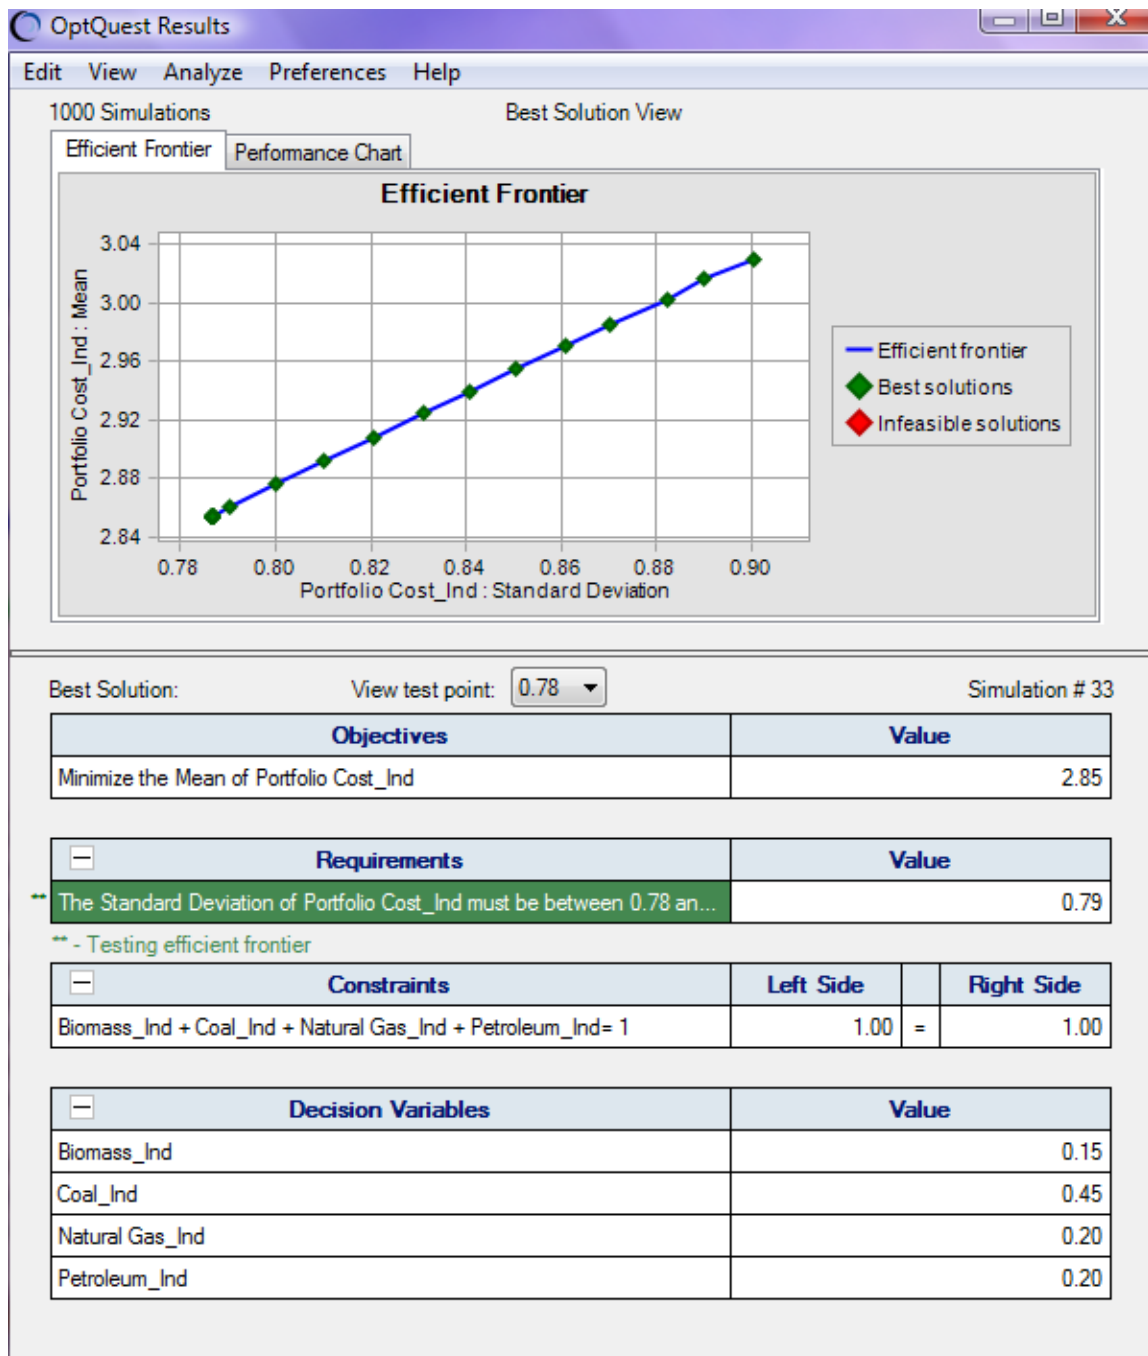 OptQuest Results
Edit View Analyze Preferences Help
1000 Simulations Best Solution View
Efficient Frontier Performance Chart
Efficient Frontier
Portfolio Cost_Ind : Mean
3.04
3.00
2.96
2.92
2.88
2.84
0.78 0.80 0.82 0.84 0.86 0.88 0.90
Portfolio Cost_Ind : Standard Deviation
Efficient frontier
Best solutions
Infeasible solutions
Best Solution: View test point: 0.78 Simulation # 33
Objectives Value
Minimize the Mean of Portfolio Cost_Ind 2.85
Requirements Value
** The Standard Deviation of Portfolio Cost_Ind must be between 0.78 an... 0.79
** - Testing efficient frontier
Constraints Left Side Right Side
Biomass_Ind + Coal_Ind + Natural Gas_Ind + Petroleum_Ind= 1 1.00 = 1.00
Decision Variables Value
Biomass_Ind 0.15
Coal_Ind 0.45
Natural Gas_Ind 0.20
Petroleum_Ind 0.20